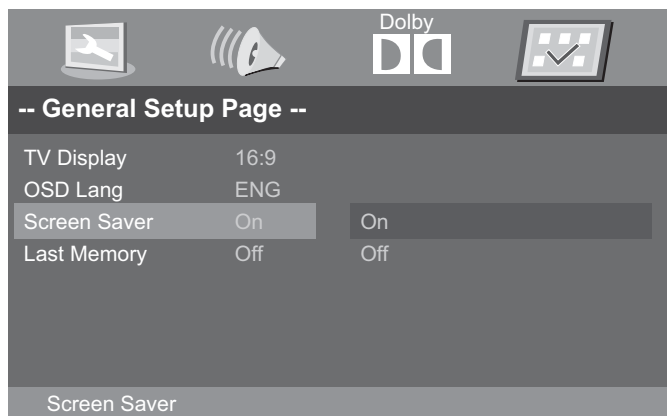 Dolby
-- General Setup Page --
TV Display 16:9
OSD Lang ENG
Screen Saver On On
Last Memory Off Off
Screen Saver